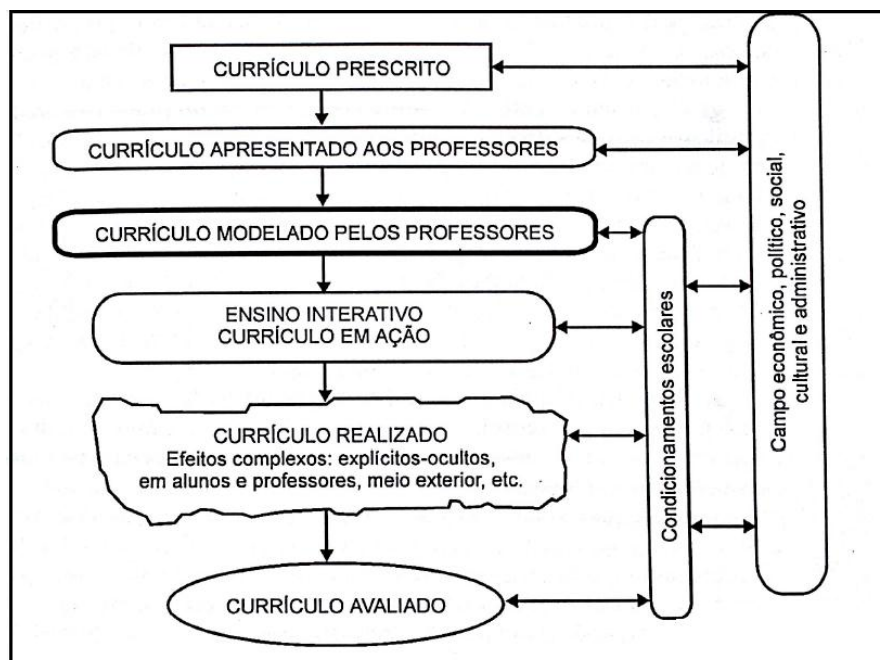 CURRÍCULO PRESCRITO
CURRÍCULO APRESENTADO AOS PROFESSORES
CURRÍCULO MODELADO PELOS PROFESSORES
ENSINO INTERATIVO
CURRÍCULO EM AÇÃO
CURRÍCULO REALIZADO
Efeitos complexos: explícitos-ocultos,
em alunos e professores, meio exterior, etc.
CURRÍCULO AVALIADO
Condicionamentos escolares
Campo econômico, político, social,
cultural e administrativo